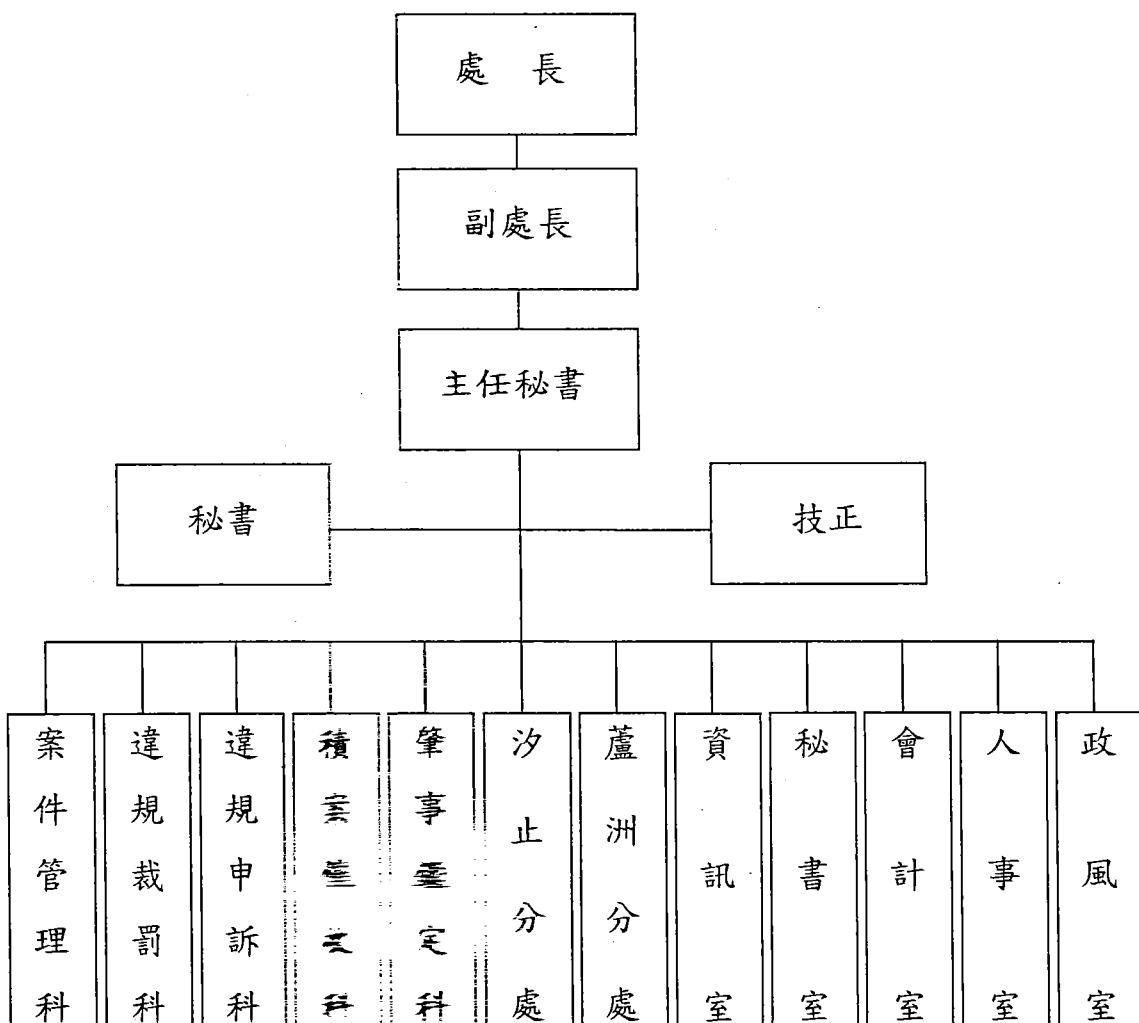 處 長
副處長
主任秘書
秘書
技正
案件管理科
違規裁罰科
違規申訴科
積案
肇事鑑定科
汐止分處
蘆洲分處
資訊室
秘書室
會計室
人事室
政風室